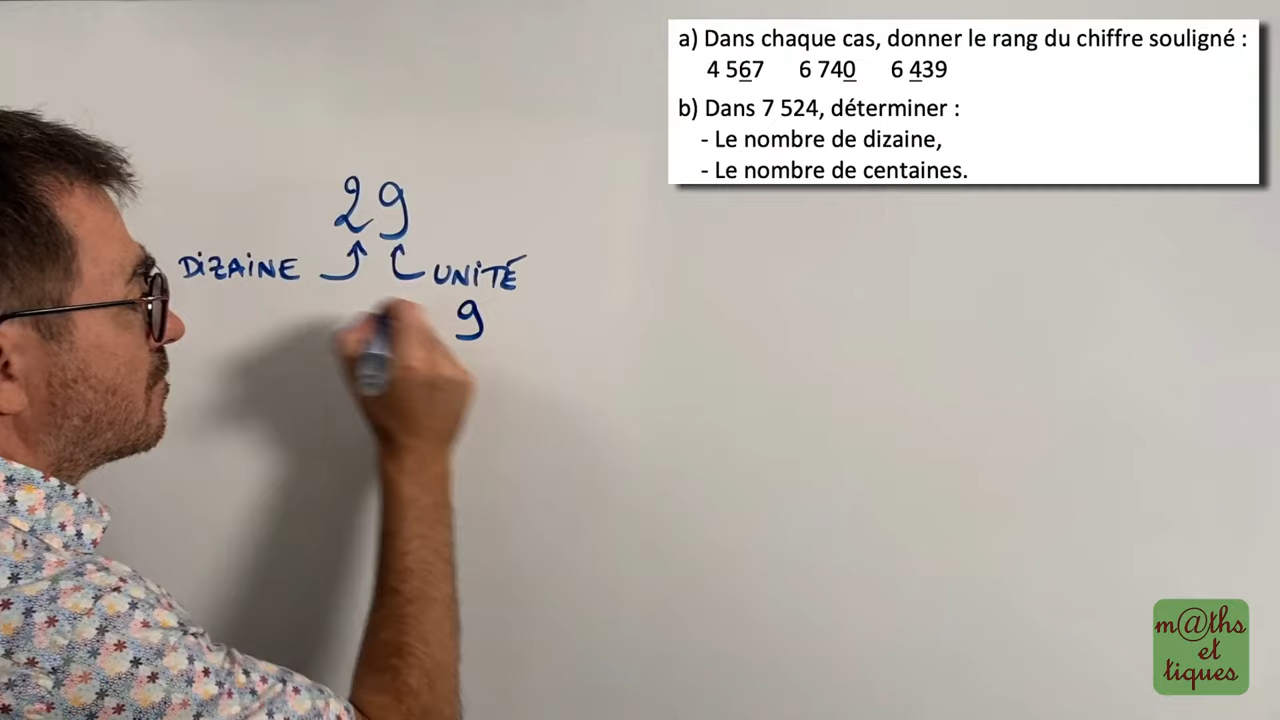 a) Dans chaque cas, donner le rang du chiffre souligné :
4 567 6 740 6 439
b) Dans 7 524, déterminer :
- Le nombre de dizaine,
- Le nombre de centaines.
29
DIZAINE UNITÉ
9
m@ths
et
tiques